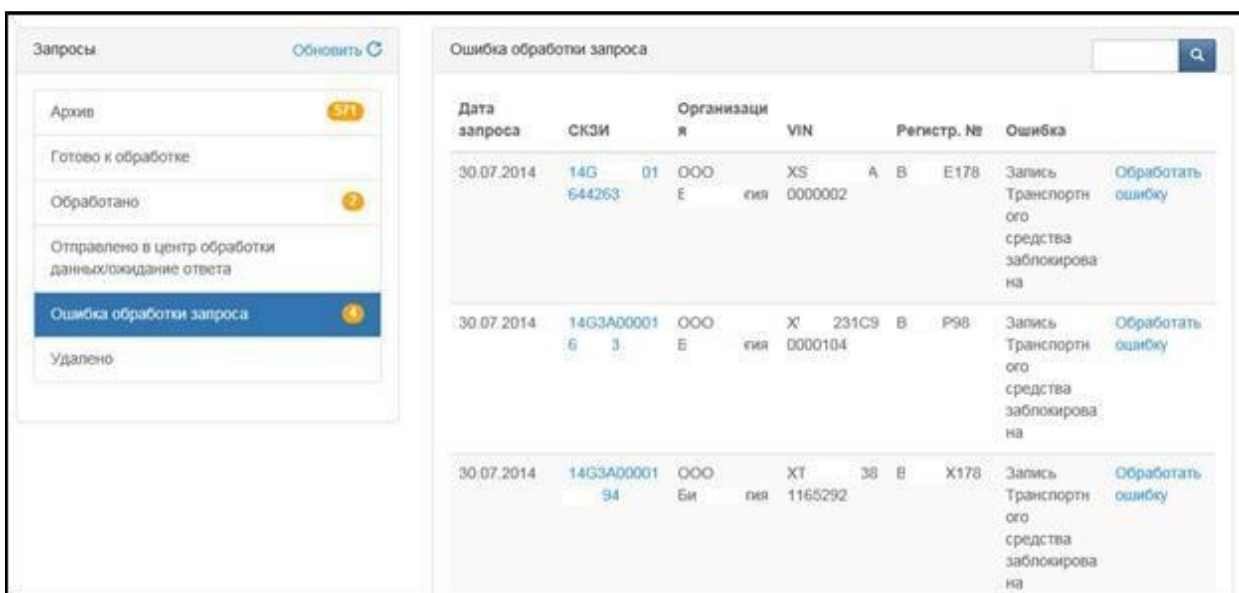 Запросы
Обновить
Архив 571
Готово к обработке
Обработано 2
Отправлено в центр обработки
данных/ожидание ответа
Ошибка обработки запроса 4
Удалено
Ошибка обработки запроса
Дата
запроса
СКЗИ
Организаци
я
VIN
Регистр. №
Ошибка
30.07.2014
14G 01
644263
ООО
Е гия
XS A
0000002
В Е178
Запись
Транспортн
ого
средства
заблокирова
на
Обработать
ошибку
30.07.2014
14G3A00001
6 3
ООО
Б гия
231C9
0000104
В Р98
Запись
Транспортн
ого
средства
заблокирова
на
Обработать
ошибку
30.07.2014
14G3A00001
94
ООО
Би гия
XT 38
1165292
В Х178
Запись
Транспортн
ого
средства
заблокирова
на
Обработать
ошибку